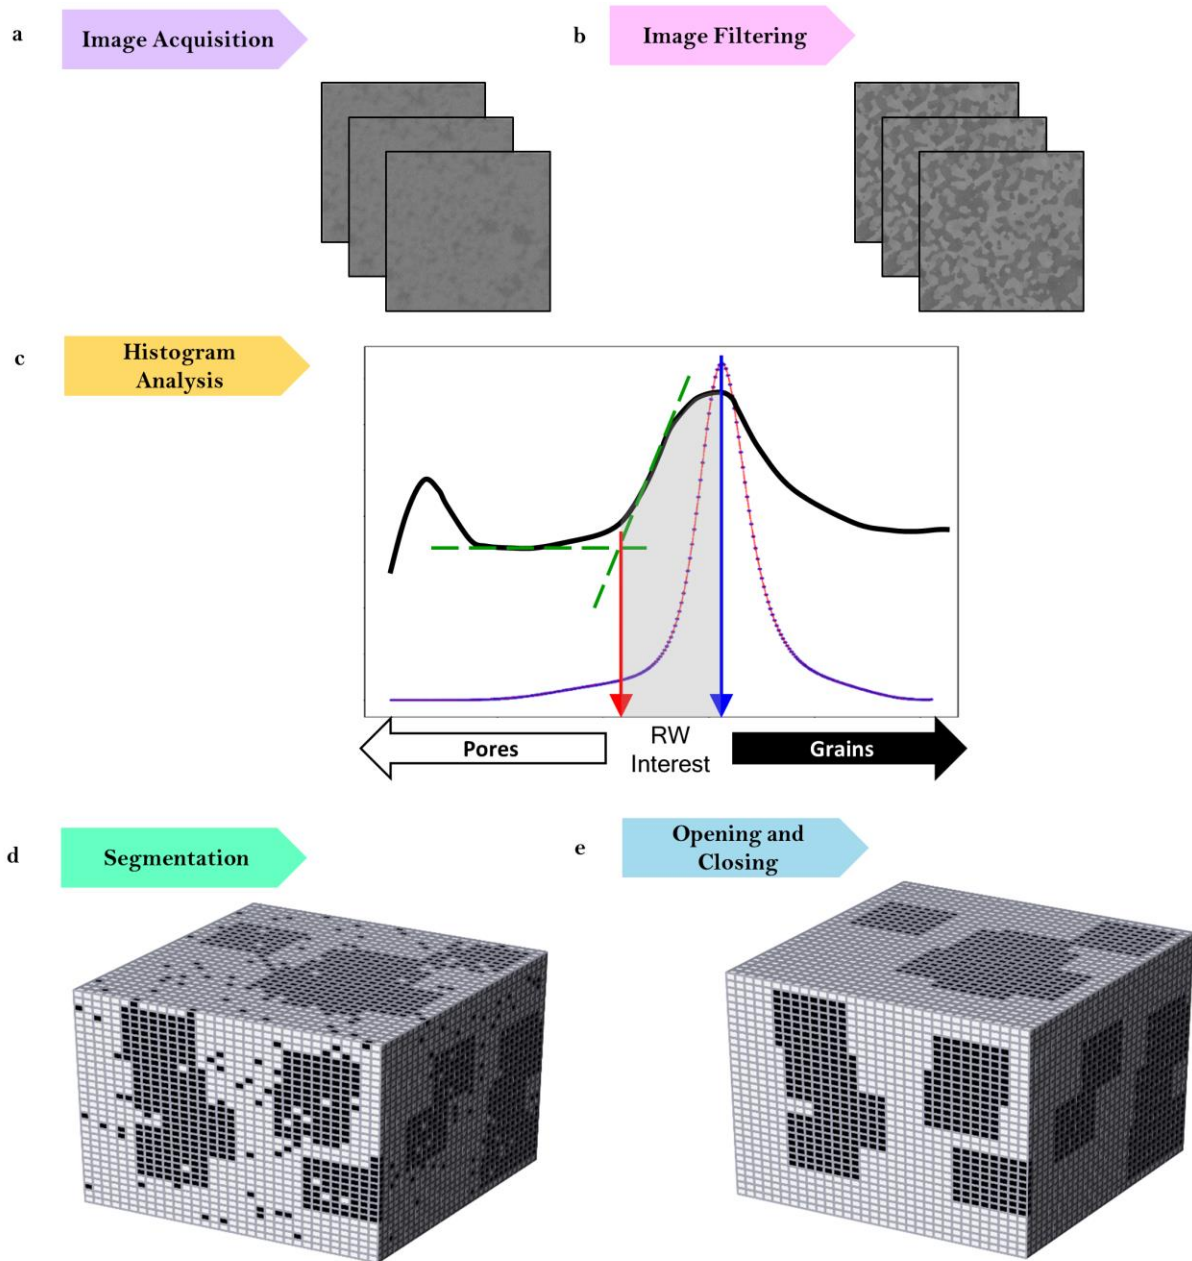 a
Image Acquisition
b
Image Filtering
c
Histogram
Analysis
Pores
RW
Interest
Grains
d
Segmentation
e
Opening and
Closing